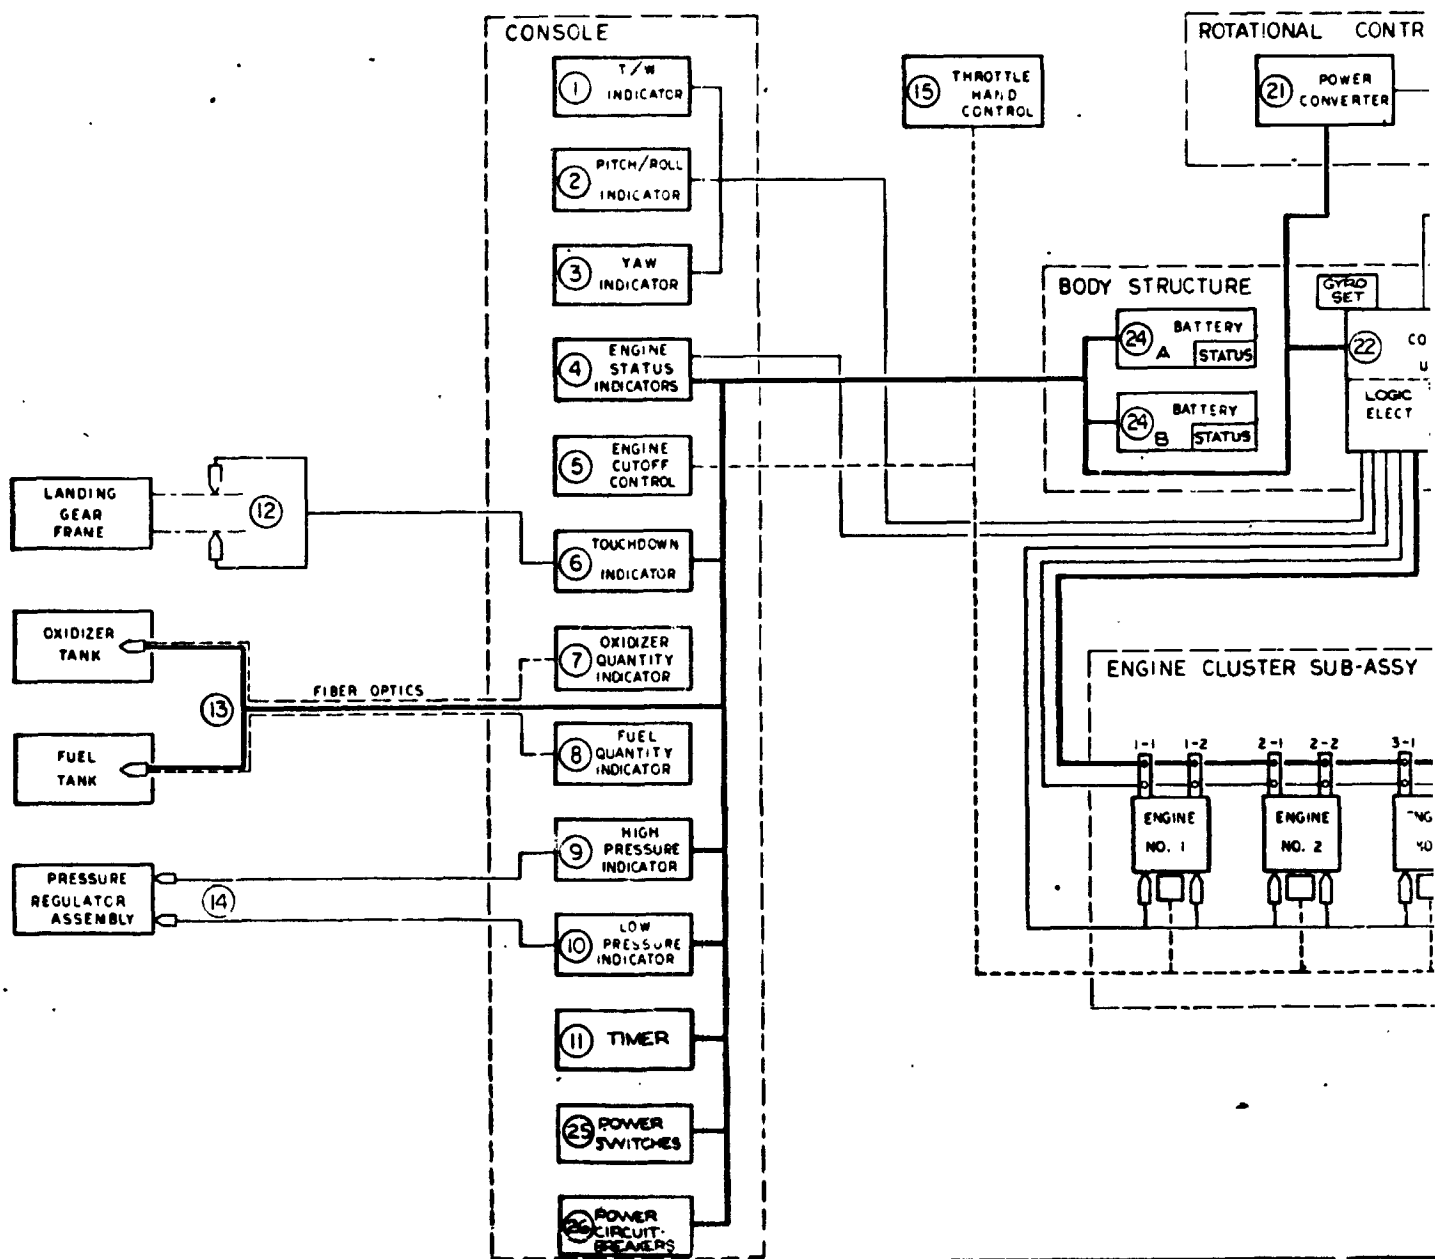 CONSOLE
1
T/W
INDICATOR
2
PITCH/ROLL
INDICATOR
3
YAW
INDICATOR
4
ENGINE
STATUS
INDICATORS
5
ENGINE
CUTOFF
CONTROL
6
TOUCHDOWN
INDICATOR
7
OXIDIZER
QUANTITY
INDICATOR
8
FUEL
QUANTITY
INDICATOR
9
HIGH
PRESSURE
INDICATOR
10
LOW
PRESSURE
INDICATOR
11
TIMER
25
POWER
SWITCHES
26
POWER
CIRCUIT-
BREAKERS
LANDING
GEAR
FRAME
12
OXIDIZER
TANK
13
FIBER OPTICS
FUEL
TANK
PRESSURE
REGULATOR
ASSEMBLY
14
15
THROTTLE
HAND
CONTROL
ROTATIONAL CONTR
21
POWER
CONVERTER
BODY STRUCTURE
GYRO
SET
24
A
BATTERY
STATUS
24
B
BATTERY
STATUS
22
CO
U
LOGIC
ELECT
ENGINE CLUSTER SUB-ASSY
1-1 1-2 2-1 2-2 3-1
ENGINE
NO. 1
ENGINE
NO. 2